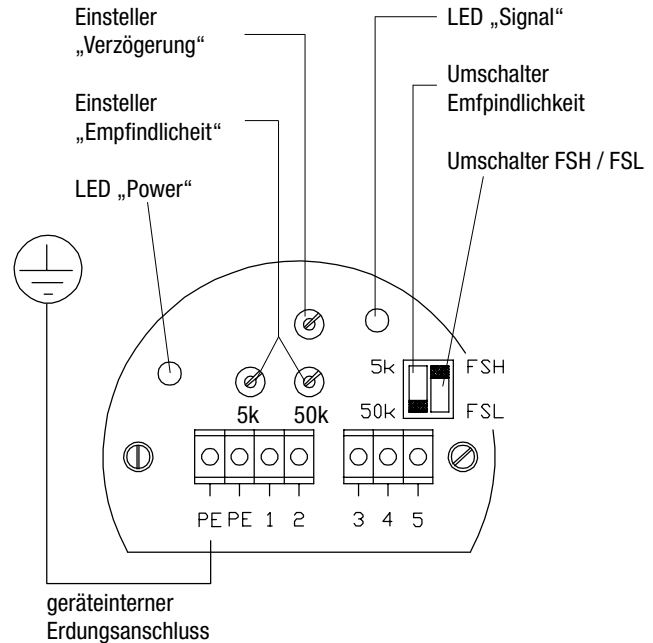 Einsteller
„Verzögerung“
LED „Signal“
Umschalter
Emfpindlichkeit
Einsteller
„Empfindlicheit“
Umschalter FSH / FSL
LED „Power“
5k FSH
50k FSL
5k 50k
PE PE 1 2 3 4 5
geräteinterner
Erdungsanschluss